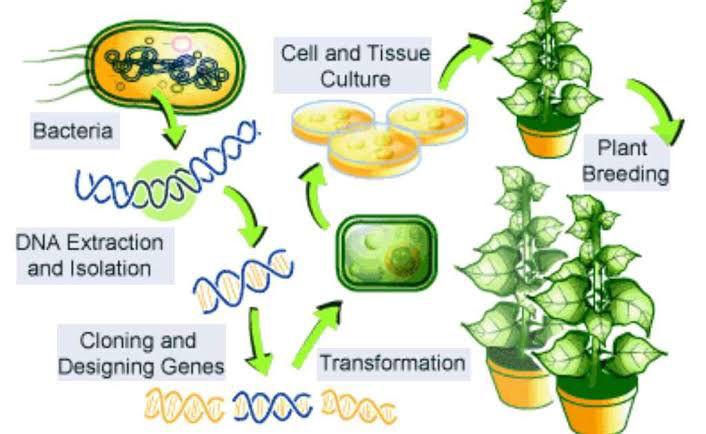 Bacteria
DNA Extraction
and Isolation
Cloning and
Designing Genes
Transformation
Cell and Tissue
Culture
Plant
Breeding